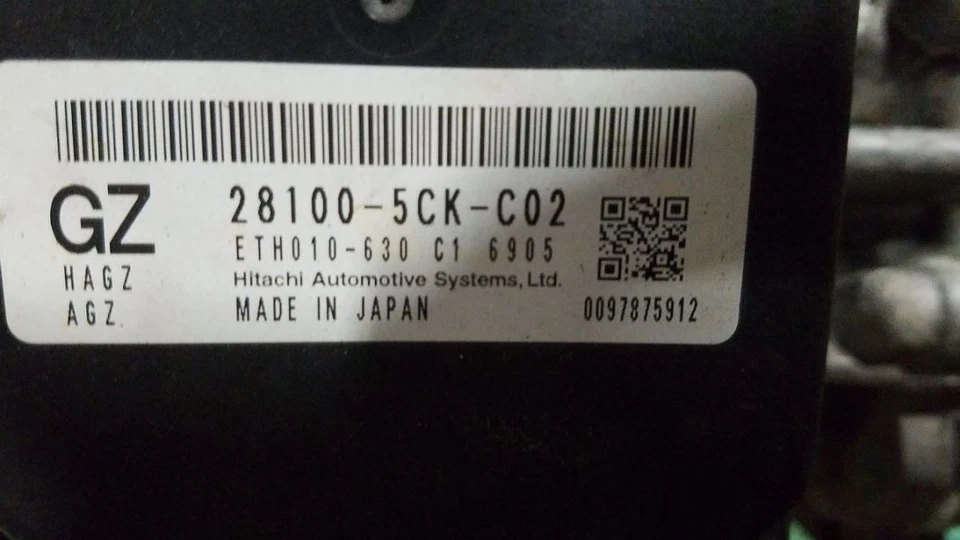 GZ
28100-5CK-C02
ETH010-630 C1 6905
HAGZ
Hitachi Automotive Systems, Ltd.
AGZ
MADE IN JAPAN
0097875912